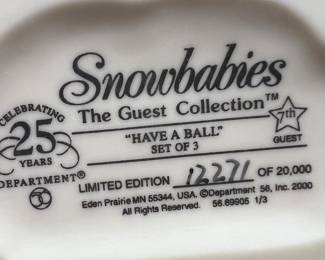 Snowbabies
The Guest Collection™
CELEBRATING
25
YEARS
DEPARTMENT®
"HAVE A BALL"
SET OF 3
7th
GUEST
LIMITED EDITION 12271 OF 20,000
Eden Prairie MN 55344, USA. ©Department 56, Inc. 2000
All Rights Reserved. 56.69905 1/3